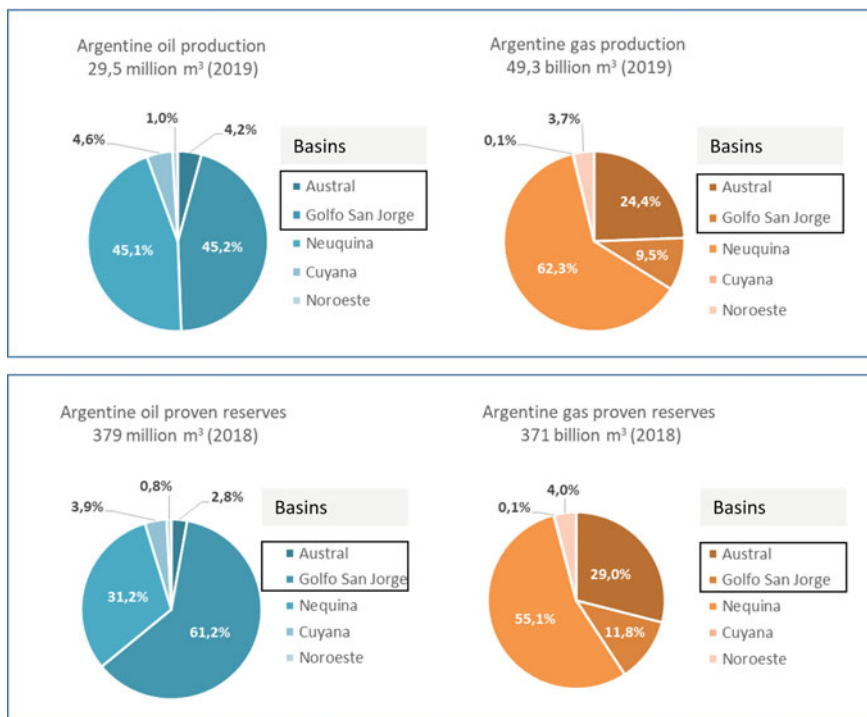 Argentine oil production
29,5 million m³ (2019)
1,0%
4,6%
4,2%
45,1%
45,2%
Basins
Austral
Golfo San Jorge
Neuquina
Cuyana
Noroeste
Argentine gas production
49,3 billion m³ (2019)
3,7%
0,1%
24,4%
9,5%
62,3%
Basins
Austral
Golfo San Jorge
Neuquina
Cuyana
Noroeste
Argentine oil proven reserves
379 million m³ (2018)
0,8%
3,9%
2,8%
31,2%
61,2%
Basins
Austral
Golfo San Jorge
Nequina
Cuyana
Noroeste
Argentine gas proven reserves
371 billion m³ (2018)
4,0%
0,1%
29,0%
55,1%
11,8%
Basins
Austral
Golfo San Jorge
Nequina
Cuyana
Noroeste